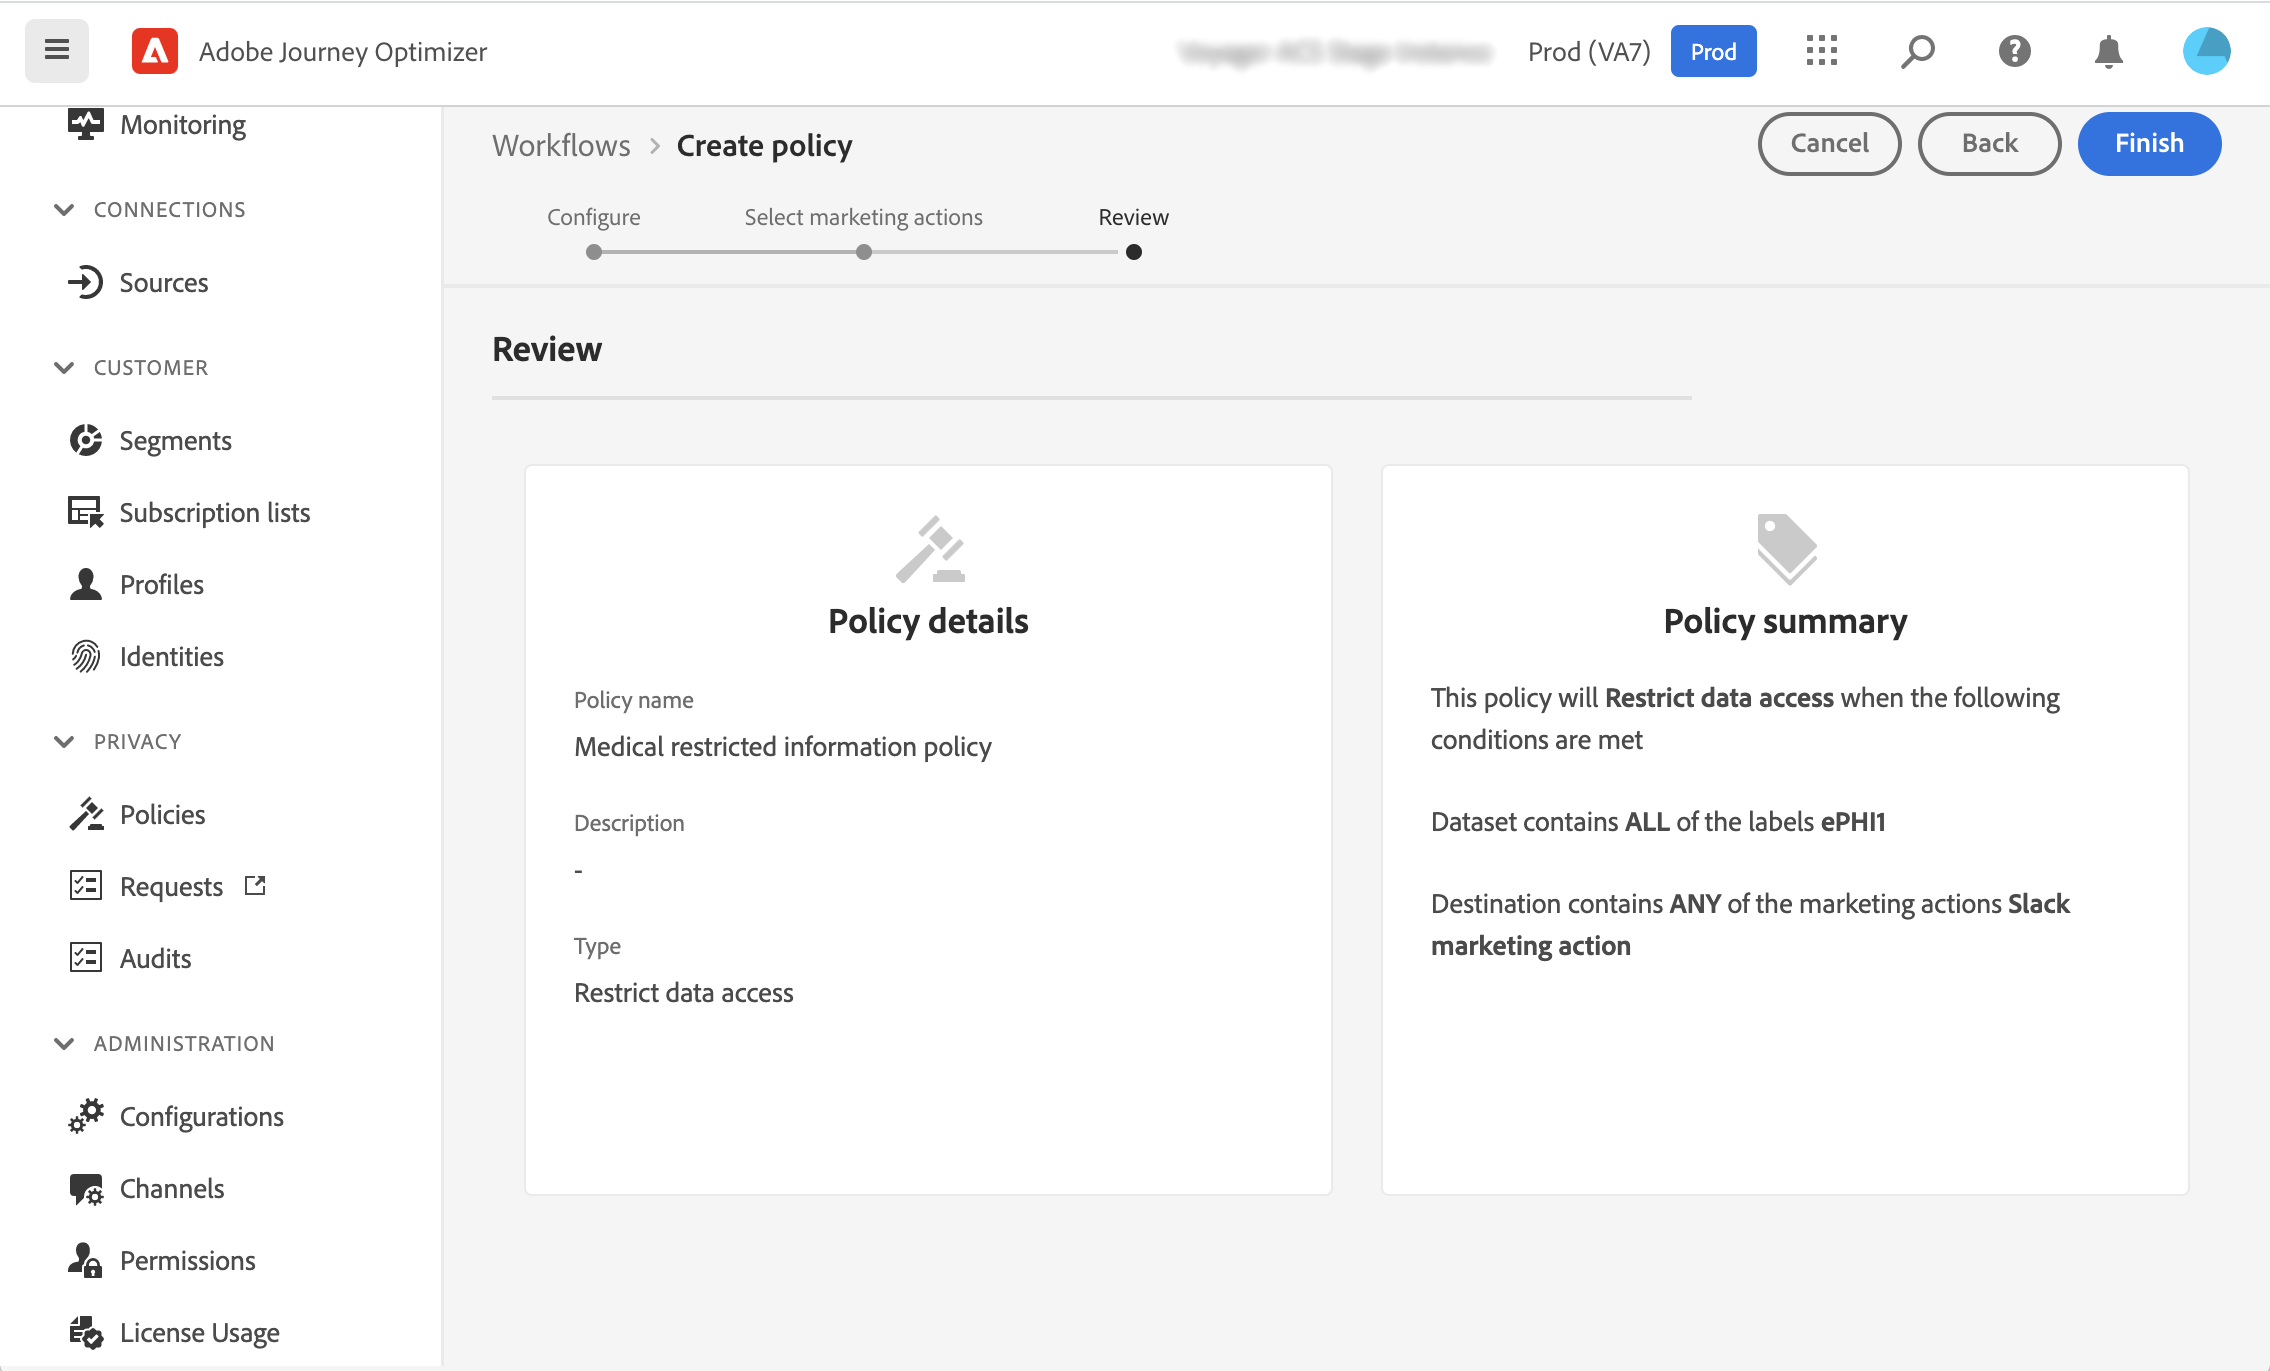 Adobe Journey Optimizer
Prod (VA7)
Prod
Monitoring
CONNECTIONS
Sources
CUSTOMER
Segments
Subscription lists
Profiles
Identities
PRIVACY
Policies
Requests
Audits
ADMINISTRATION
Configurations
Channels
Permissions
License Usage
Workflows > Create policy
Cancel
Back
Finish
Configure
Select marketing actions
Review
Review
Policy details
Policy name
Medical restricted information policy
Description
-
Type
Restrict data access
Policy summary
This policy will Restrict data access when the following
conditions are met
Dataset contains ALL of the labels ePHI1
Destination contains ANY of the marketing actions Slack
marketing action